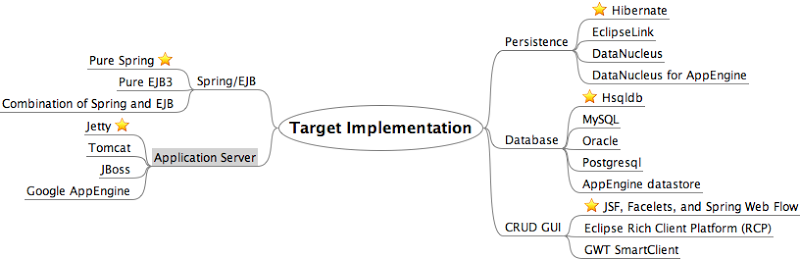 Pure Spring
Pure EJB3
Combination of Spring and EJB
Spring/EJB
Jetty
Tomcat
JBoss
Google AppEngine
Application Server
Target Implementation
Persistence
Hibernate
EclipseLink
DataNucleus
DataNucleus for AppEngine
Database
Hsqldb
MySQL
Oracle
Postgresql
AppEngine datastore
CRUD GUI
JSF, Facelets, and Spring Web Flow
Eclipse Rich Client Platform (RCP)
GWT SmartClient